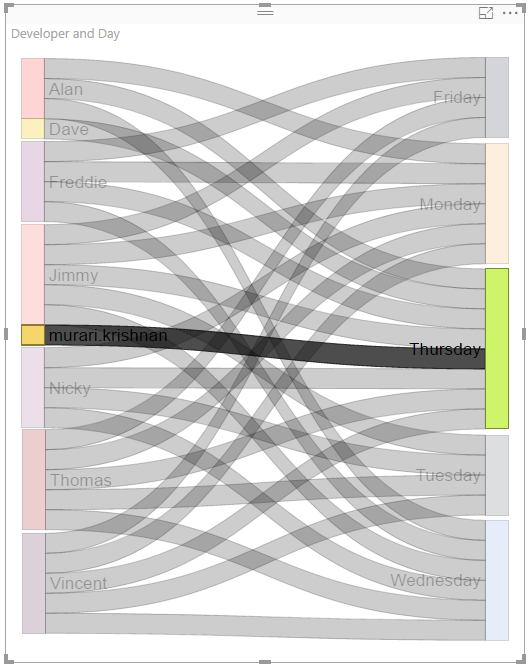 Developer and Day
Alan
Dave
Freddie
Jimmy
murari.krishnan
Nicky
Thomas
Vincent
Friday
Monday
Thursday
Tuesday
Wednesday